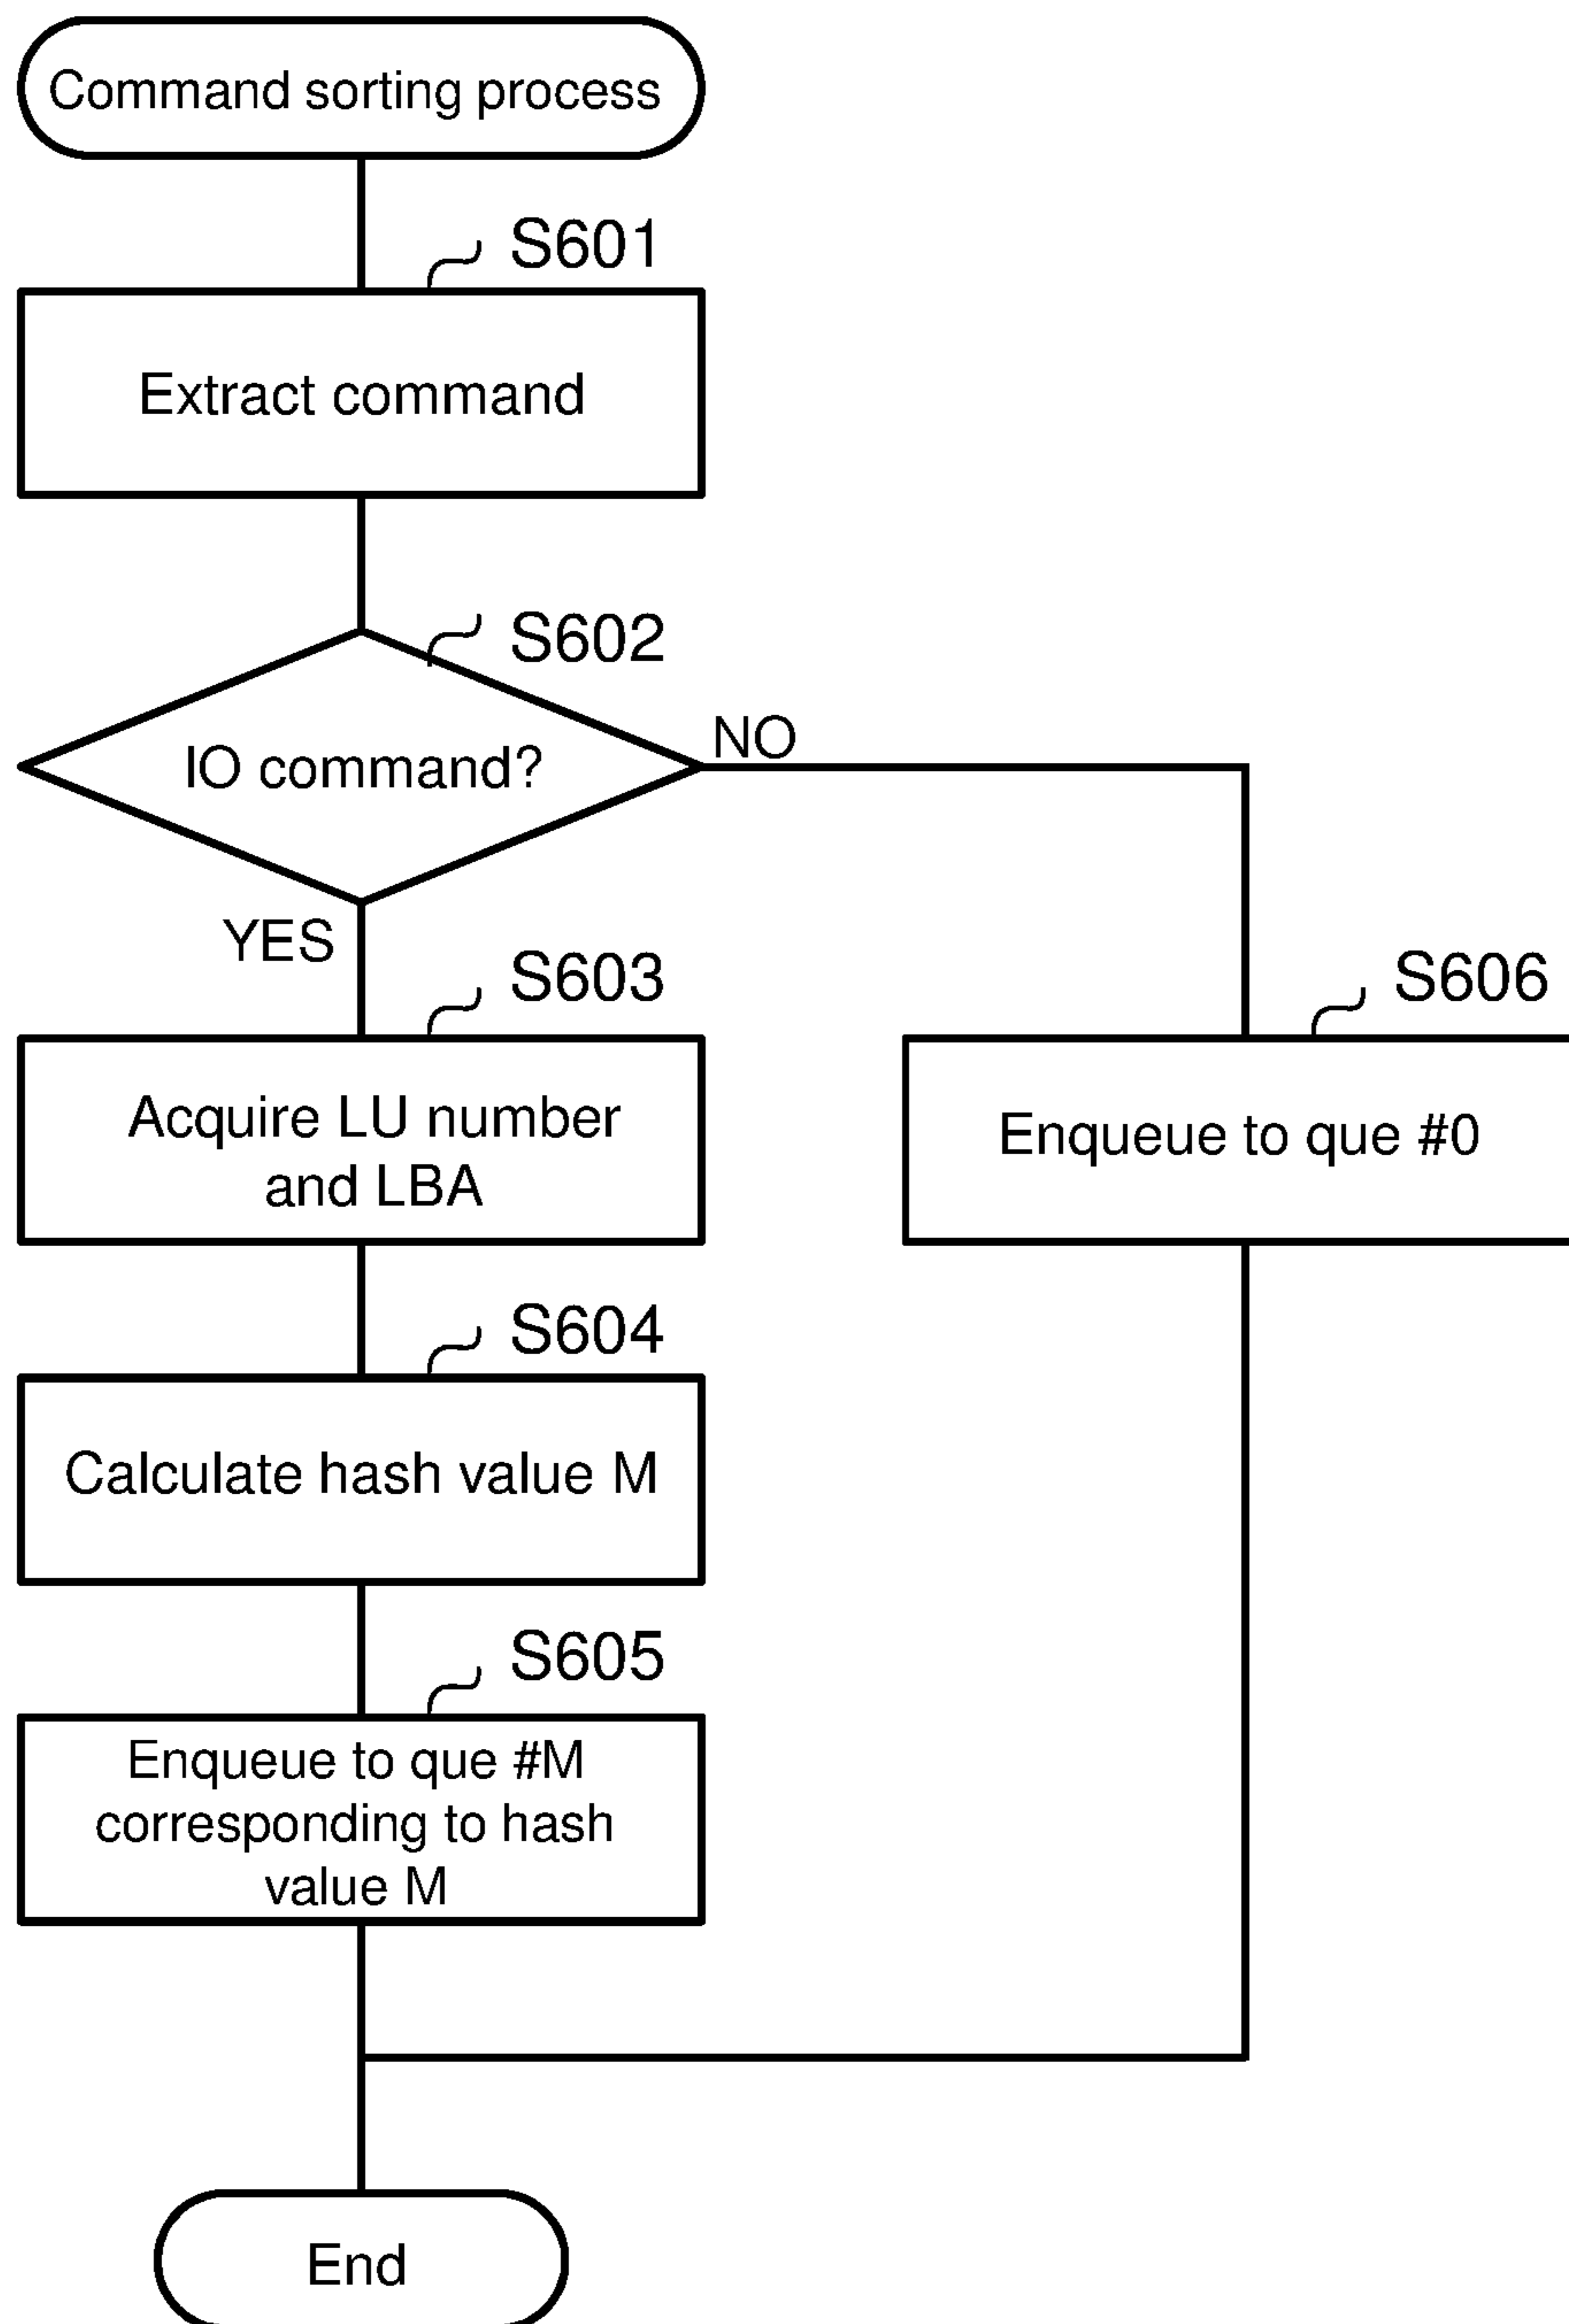 Command sorting process
S601
Extract command
S602
IO command?
NO
YES
S603
S606
Acquire LU number
and LBA
Enqueue to que #0
S604
Calculate hash value M
S605
Enqueue to que #M
corresponding to hash
value M
End